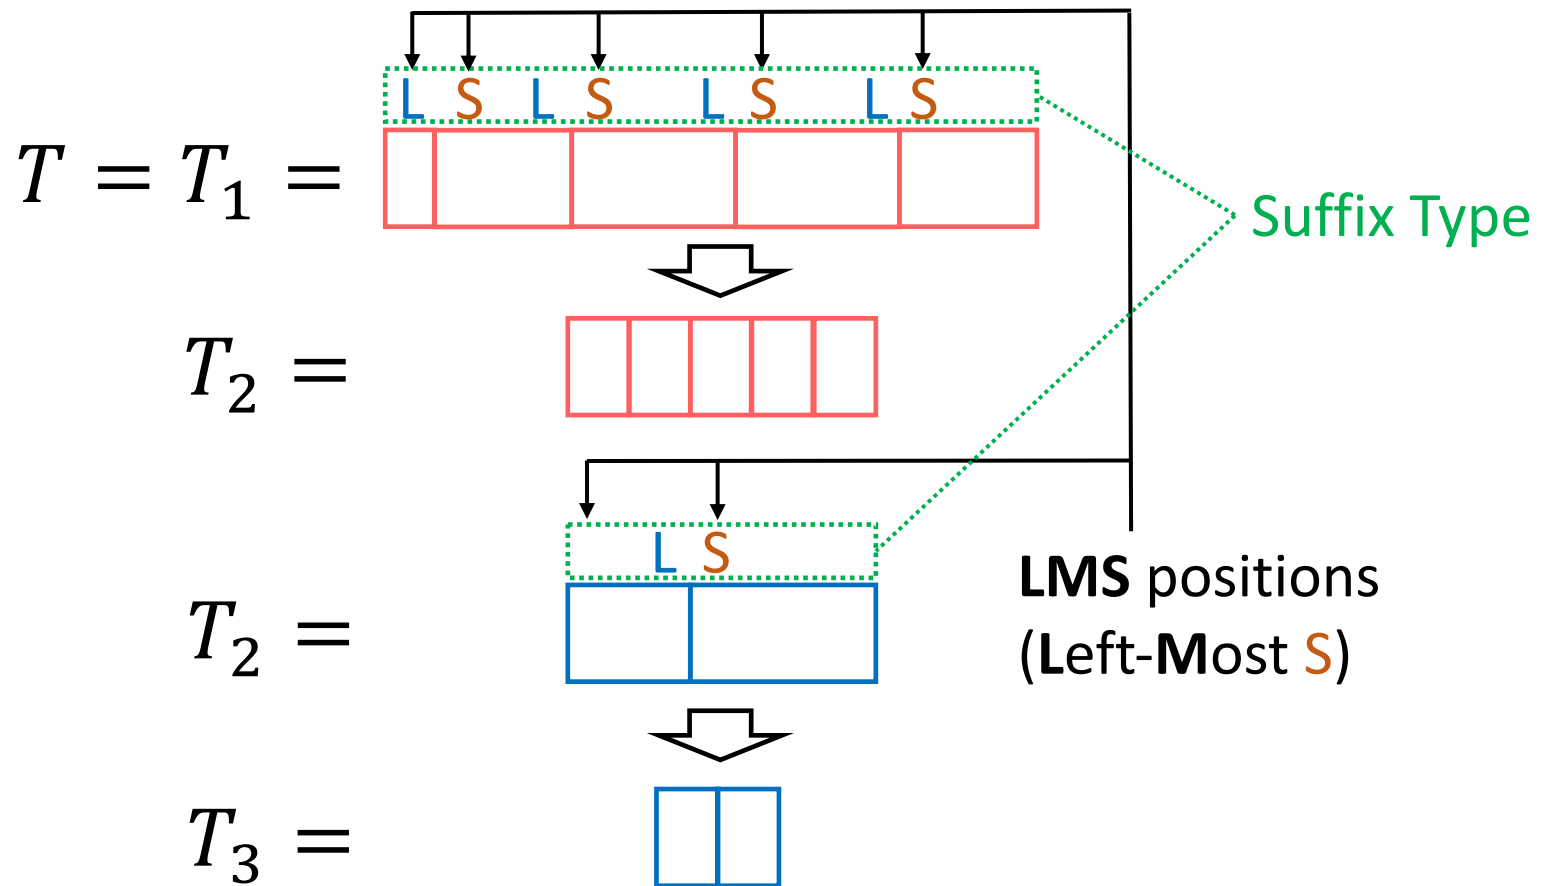 L S L S L S L S
T = T₁ =
Suffix Type
T₂ =
L S
LMS positions
(Left-Most S)
T₂ =
T₃ =